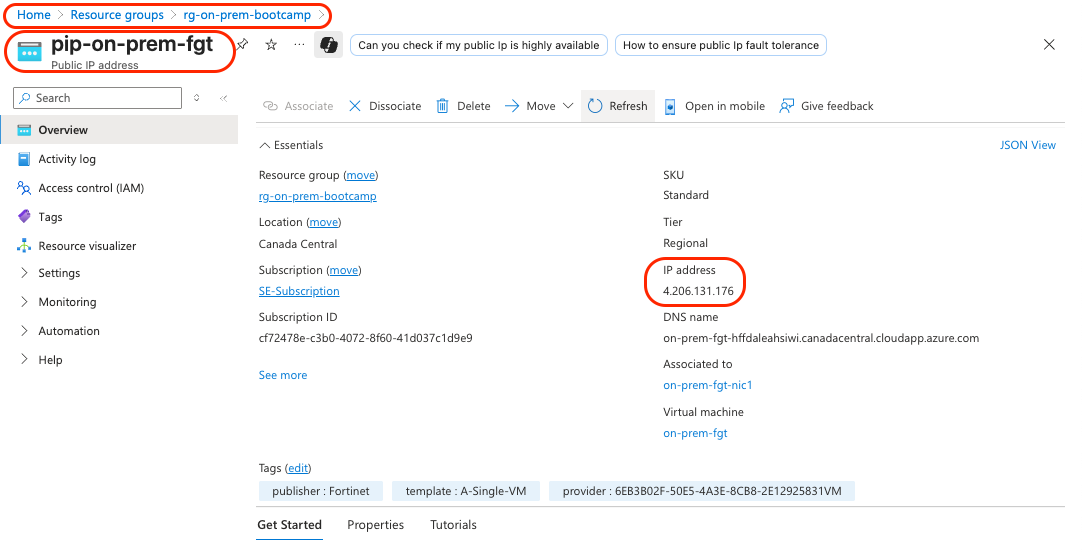 Home > Resource groups > rg-on-prem-bootcamp >
pip-on-prem-fgt
Public IP address
Can you check if my public Ip is highly available
How to ensure public Ip fault tolerance
Search
Overview
Activity log
Access control (IAM)
Tags
Resource visualizer
Settings
Monitoring
Automation
Help
Associate
Dissociate
Delete
Move
Refresh
Open in mobile
Give feedback
Essentials
JSON View
Resource group (move)
rg-on-prem-bootcamp
Location (move)
Canada Central
Subscription (move)
SE-Subscription
Subscription ID
cf72478e-c3b0-4072-8f60-41d037c1d9e9
See more
SKU
Standard
Tier
Regional
IP address
4.206.131.176
DNS name
on-prem-fgt-hffdaleahsiwi.canadacentral.cloudapp.azure.com
Associated to
on-prem-fgt-nic1
Virtual machine
on-prem-fgt
Tags (edit)
publisher : Fortinet
template : A-Single-VM
provider : 6EB3B02F-50E5-4A3E-8CB8-2E12925831VM
Get Started
Properties
Tutorials